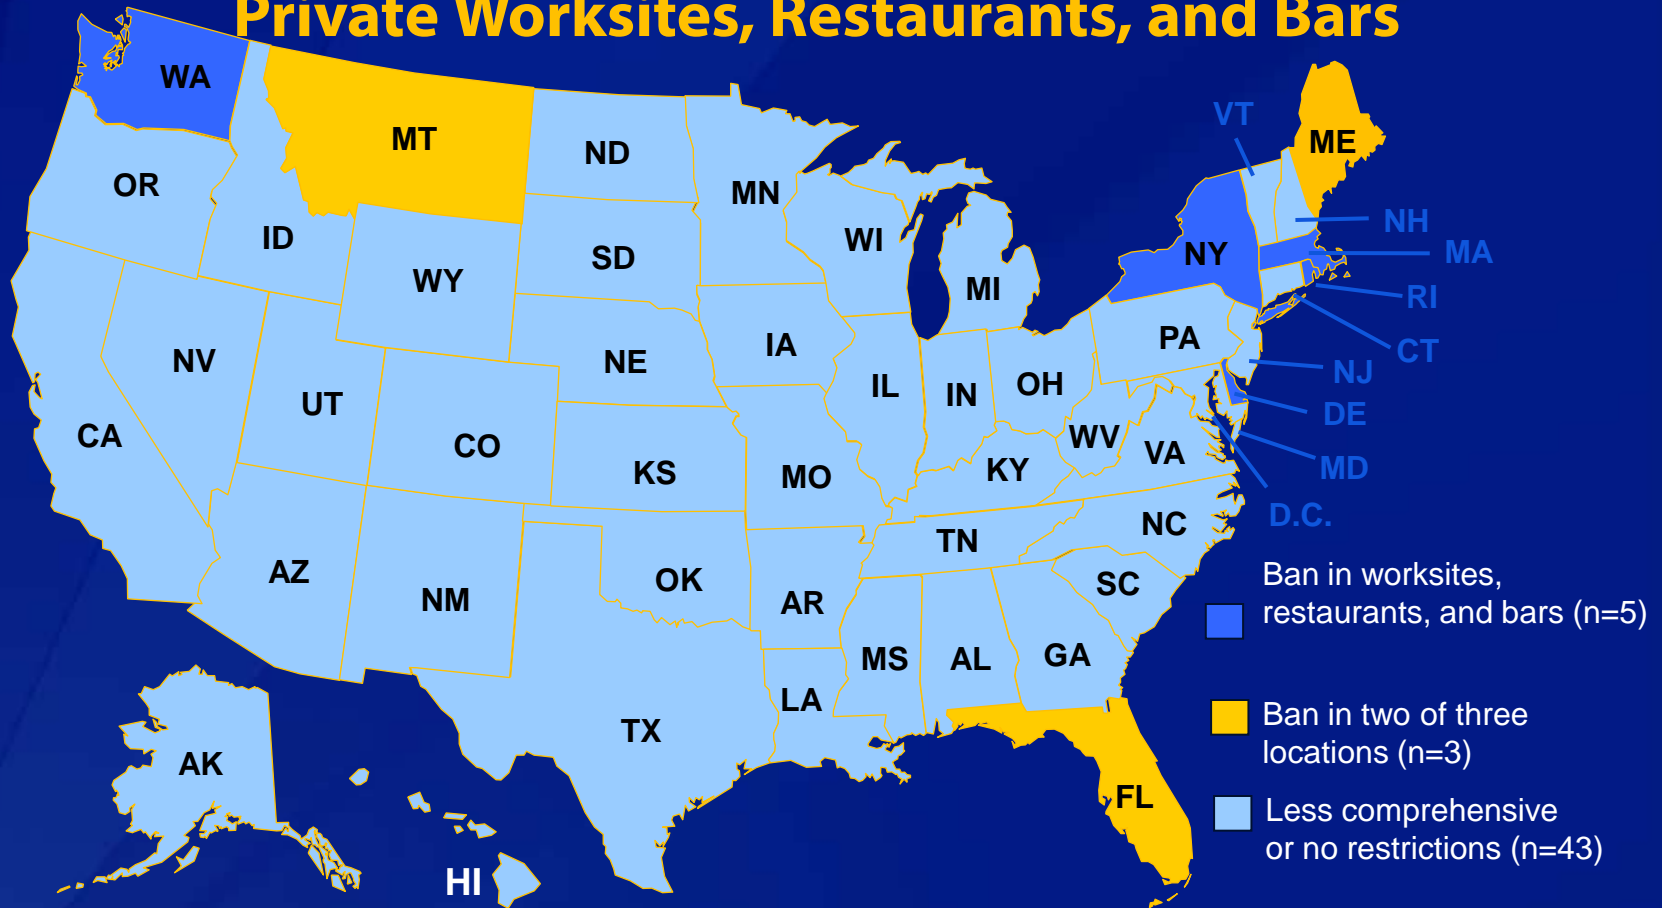 Private Worksites, Restaurants, and Bars
WA
MT
ND
MN
VT
ME
OR
ID
WY
SD
WI
MI
NY
NH
MA
RI
CT
NV
UT
CO
NE
IA
IL
IN
OH
PA
NJ
DE
MD
D.C.
CA
KS
MO
KY
WV
VA
AZ
NM
OK
AR
TN
NC
SC
MS
AL
GA
LA
TX
AK
HI
FL
Ban in worksites,
restaurants, and bars (n=5)
Ban in two of three
locations (n=3)
Less comprehensive
or no restrictions (n=43)